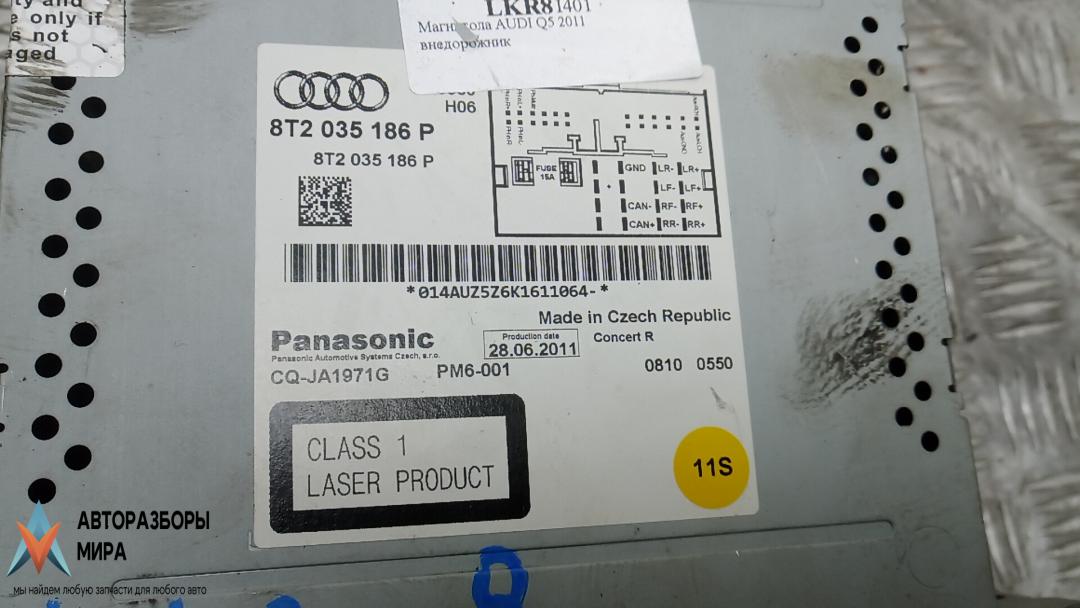 ty and
e only if
s not
aged
LKR81401
Магнитола AUDI Q5 2011
внедорожник
H06
8T2 035 186 P
8T2 035 186 P
FUSE
15A
GND LR- LR+
+ LF- LF+
CAN- RF- RF+
CAN+ RR- RR+
*014AUZ5Z6K1611064-*
Made in Czech Republic
Panasonic
Panasonic Automotive Systems Czech, s.r.o.
Production date
28.06.2011
Concert R
CQ-JA1971G PM6-001 0810 0550
CLASS 1
LASER PRODUCT
11S
АВТОРАЗБОРЫ
МИРА
мы найдем любую запчасти для любого авто